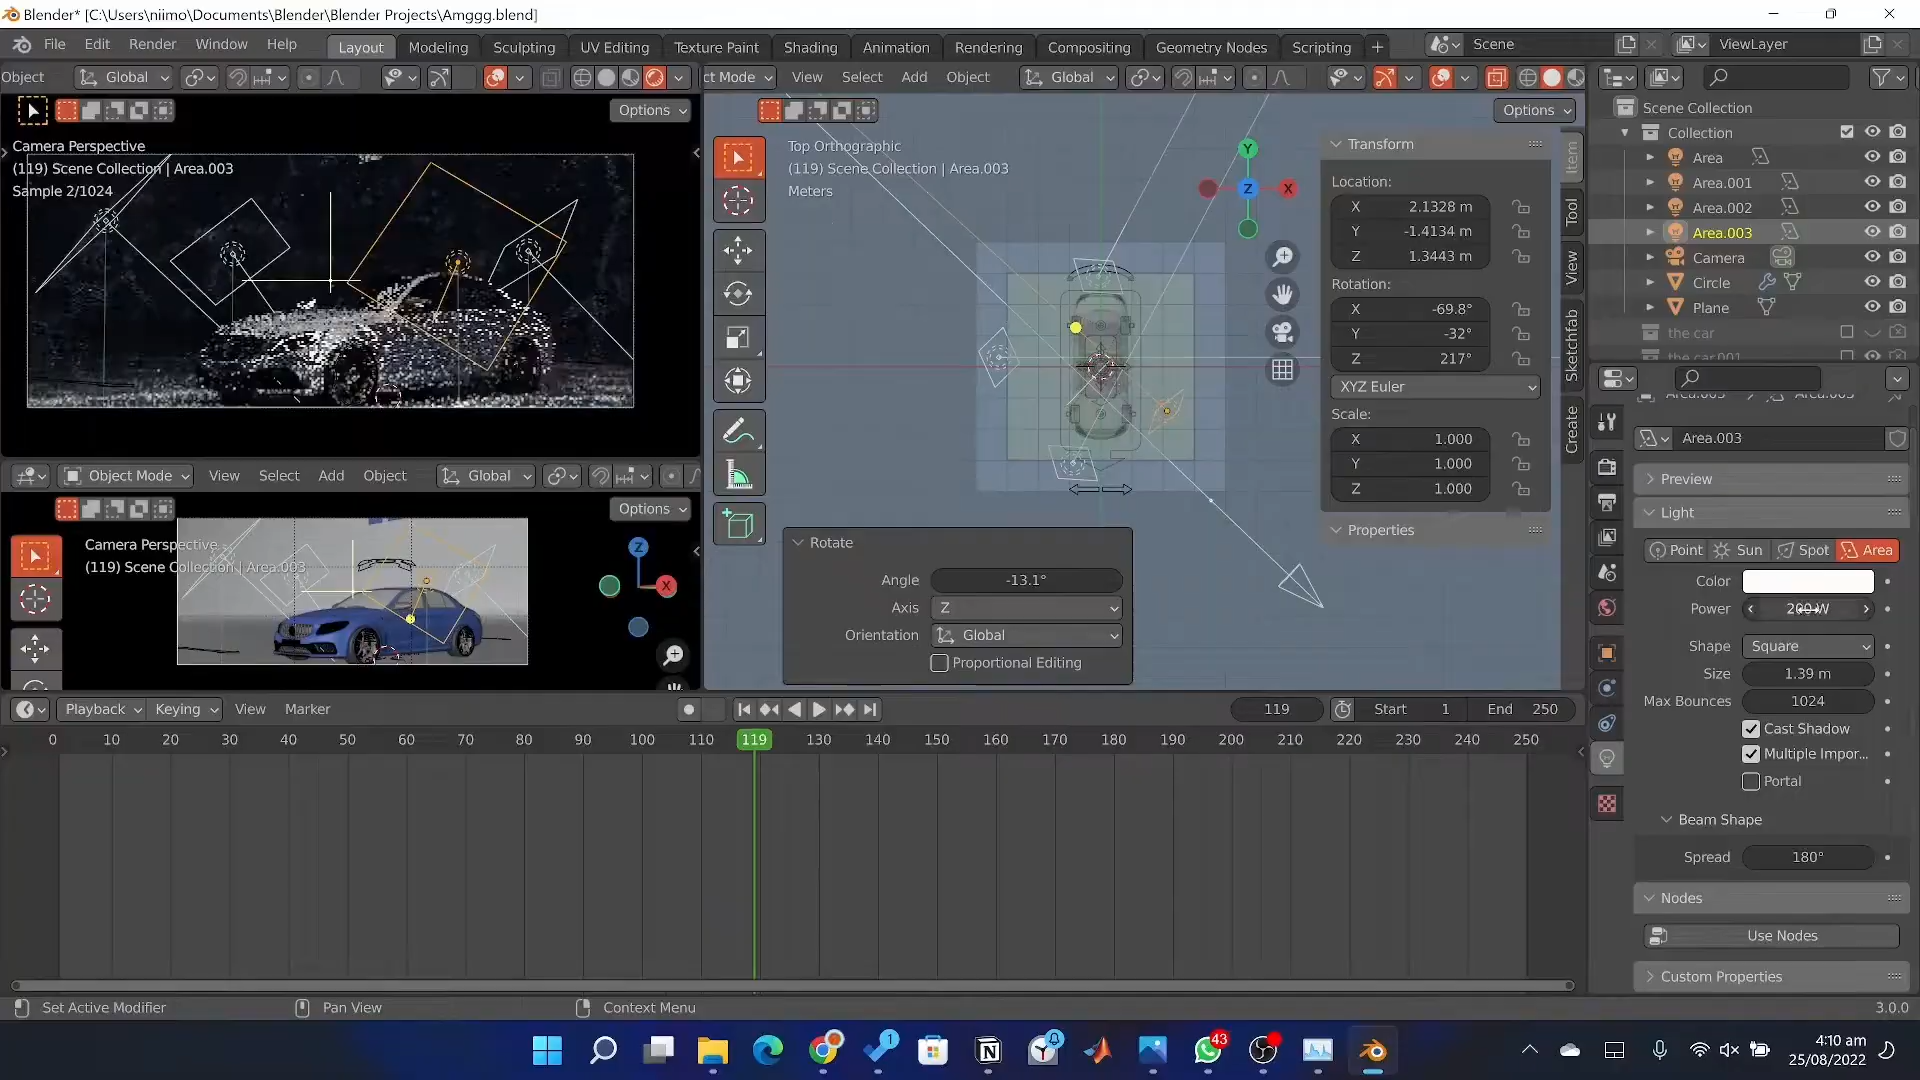 Blender* [C:\Users\niimo\Documents\Blender\Blender Projects\Amggg.blend]
File Edit Render Window Help Layout Modeling Sculpting UV Editing Texture Paint Shading Animation Rendering Compositing Geometry Nodes Scripting + Scene ViewLayer
Object Global ct Mode View Select Add Object Global
Options Options
Camera Perspective
(119) Scene Collection | Area.003
Sample 2/1024
Top Orthographic
(119) Scene Collection | Area.003
Meters
Y
Z
X
Transform
Location:
X 2.1328 m
Y -1.4134 m
Z 1.3443 m
Rotation:
X -69.8°
Y -32°
Z 217°
XYZ Euler
Scale:
X 1.000
Y 1.000
Z 1.000
Properties
Item
Tool
View
Sketchfab
Create
Scene Collection
Collection
Area
Area.001
Area.002
Area.003
Camera
Circle
Plane
the car
the car.001
Object Mode View Select Add Object Global
Options
Camera Perspective
(119) Scene Collection | Area.003
Z
X
Rotate
Angle -13.1°
Axis Z
Orientation Global
Proportional Editing
Area.003
Preview
Light
Point Sun Spot Area
Color
Power 200 W
Shape Square
Size 1.39 m
Max Bounces 1024
Cast Shadow
Multiple Impor...
Portal
Beam Shape
Spread 180°
Nodes
Use Nodes
Custom Properties
Playback Keying View Marker 119 Start 1 End 250
0 10 20 30 40 50 60 70 80 90 100 110 119 130 140 150 160 170 180 190 200 210 220 230 240 250
Set Active Modifier Pan View Context Menu 3.0.0
1 43
4:10 am
25/08/2022